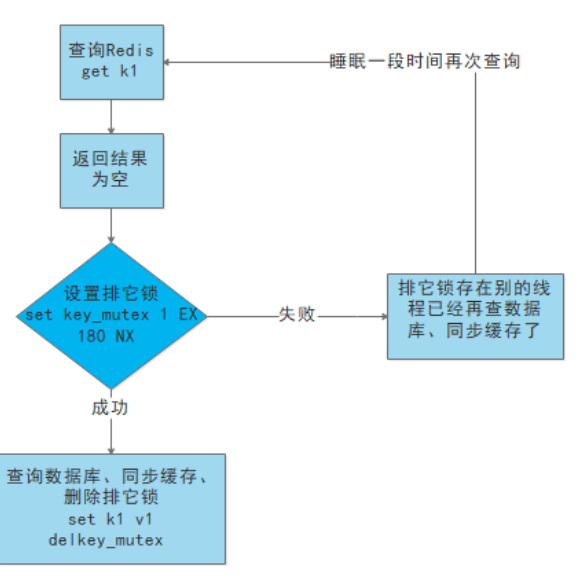 查询Redis
get k1
睡眠一段时间再次查询
返回结果
为空
设置排它锁
set key_mutex 1 EX
180 NX
失败
排它锁存在别的线
程已经再查数据
库、同步缓存了
成功
查询数据库、同步缓存、
删除排它锁
set k1 v1
delkey_mutex